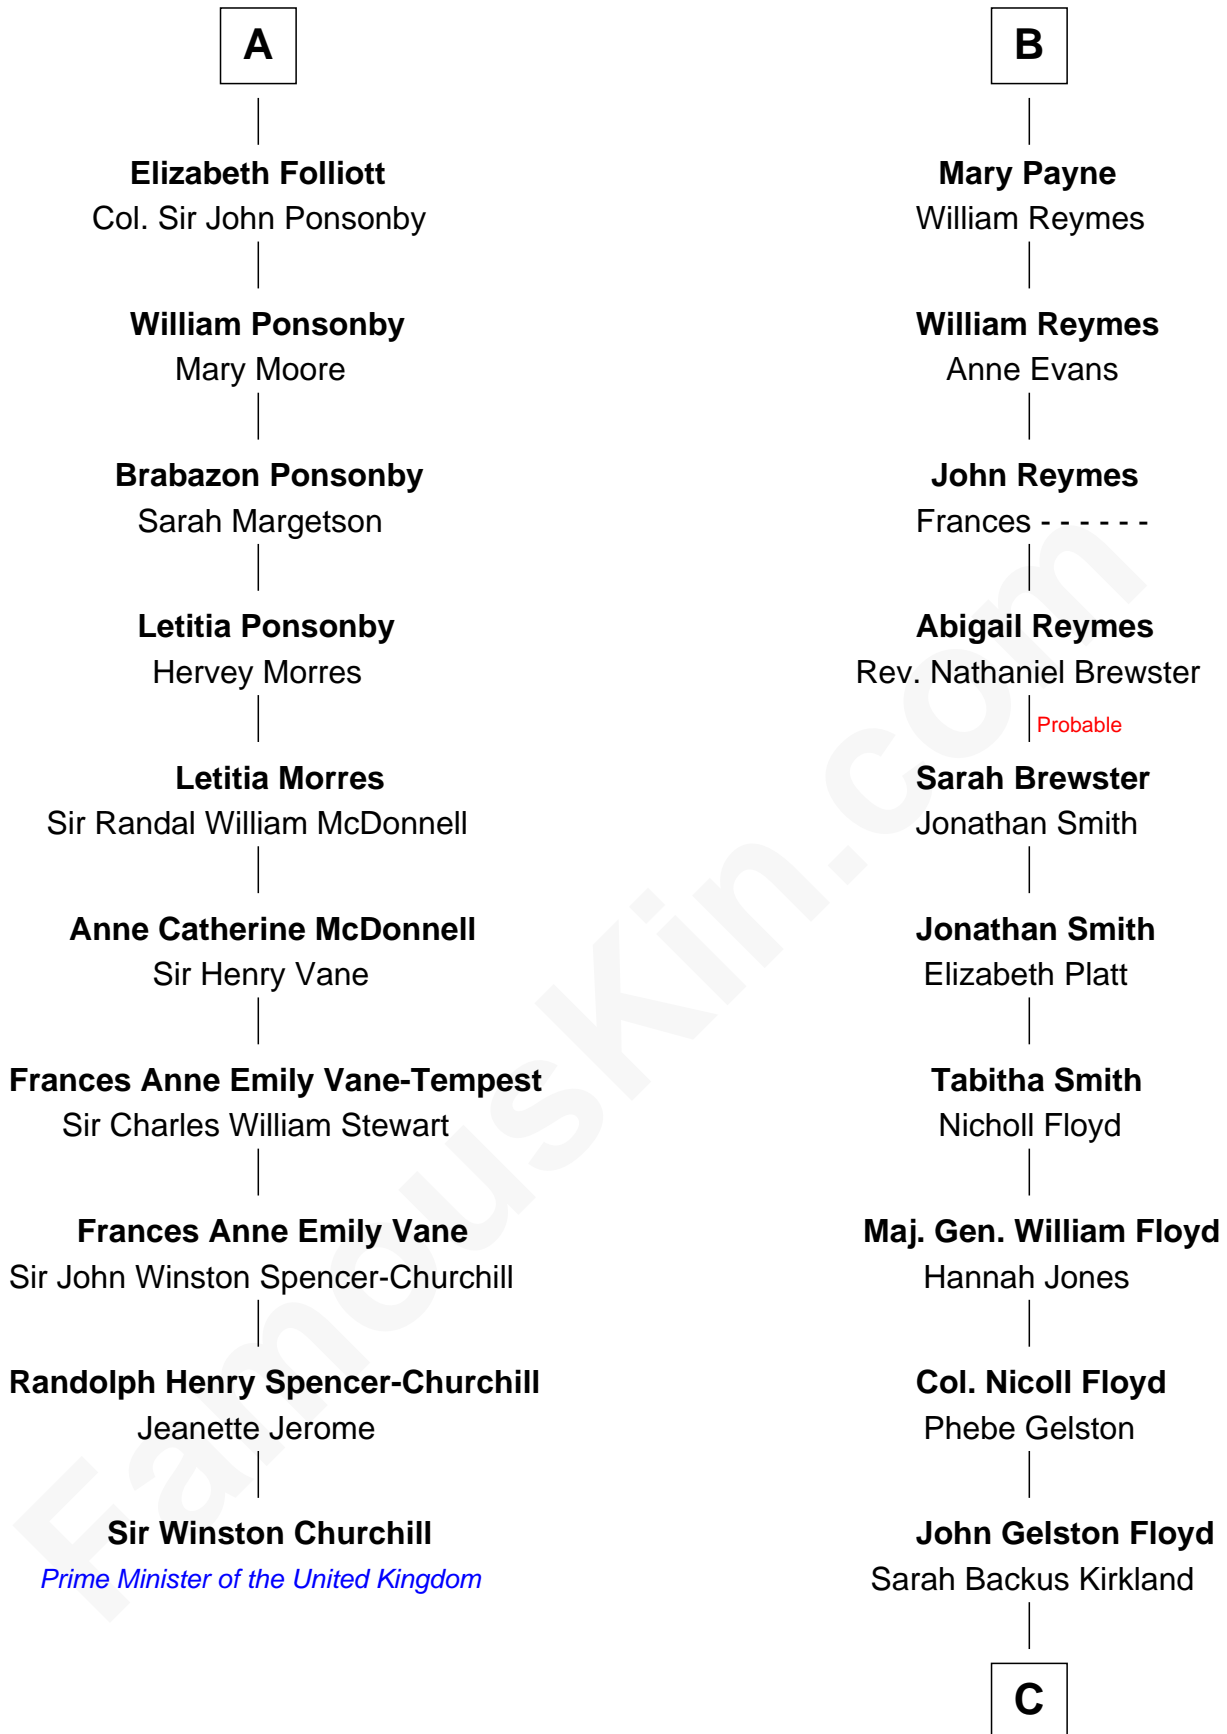 A
Elizabeth Folliott
Col. Sir John Ponsonby
William Ponsonby
Mary Moore
Brabazon Ponsonby
Sarah Margetson
Letitia Ponsonby
Hervey Morres
Letitia Morres
Sir Randal William McDonnell
Anne Catherine McDonnell
Sir Henry Vane
Frances Anne Emily Vane-Tempest
Sir Charles William Stewart
Frances Anne Emily Vane
Sir John Winston Spencer-Churchill
Randolph Henry Spencer-Churchill
Jeanette Jerome
Sir Winston Churchill
Prime Minister of the United Kingdom
B
Mary Payne
William Reymes
William Reymes
Anne Evans
John Reymes
Frances - - - - - -
Abigail Reymes
Rev. Nathaniel Brewster
Probable
Sarah Brewster
Jonathan Smith
Jonathan Smith
Elizabeth Platt
Tabitha Smith
Nicholl Floyd
Maj. Gen. William Floyd
Hannah Jones
Col. Nicoll Floyd
Phebe Gelston
John Gelston Floyd
Sarah Backus Kirkland
C
FamousKin.com